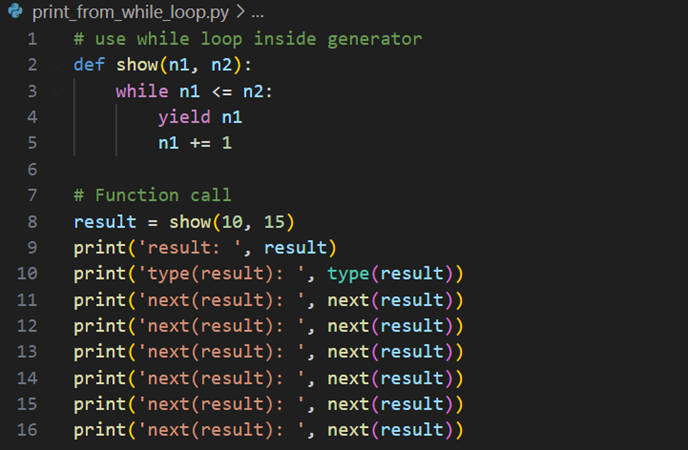 print_from_while_loop.py > ...
1 # use while loop inside generator
2 def show(n1, n2):
3     while n1 <= n2:
4         yield n1
5         n1 += 1
6
7 # Function call
8 result = show(10, 15)
9 print('result: ', result)
10 print('type(result): ', type(result))
11 print('next(result): ', next(result))
12 print('next(result): ', next(result))
13 print('next(result): ', next(result))
14 print('next(result): ', next(result))
15 print('next(result): ', next(result))
16 print('next(result): ', next(result))